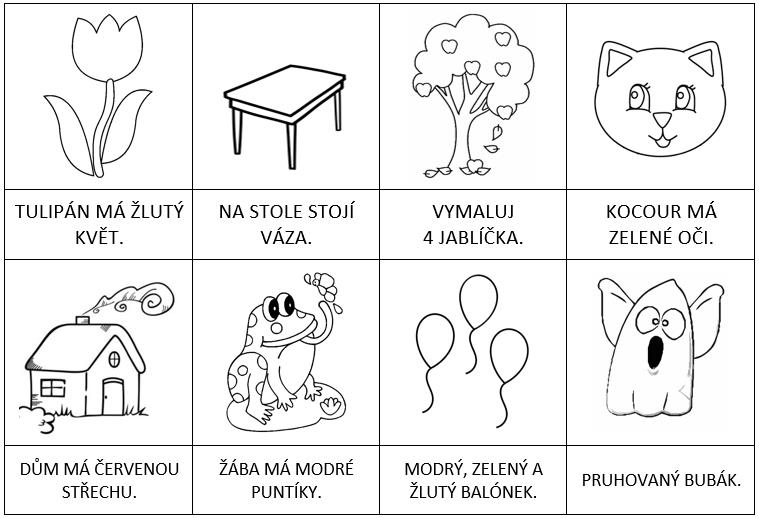 TULIPÁN MÁ ŽLUTÝ
KVĚT.
NA STOLE STOJÍ
VÁZA.
VYMALUJ
4 JABLÍČKA.
KOCOUR MÁ
ZELENÉ OČI.
DŮM MÁ ČERVENOU
STŘECHU.
ŽÁBA MÁ MODRÉ
PUNTÍKY.
MODRÝ, ZELENÝ A
ŽLUTÝ BALÓNEK.
PRUHOVANÝ BUBÁK.